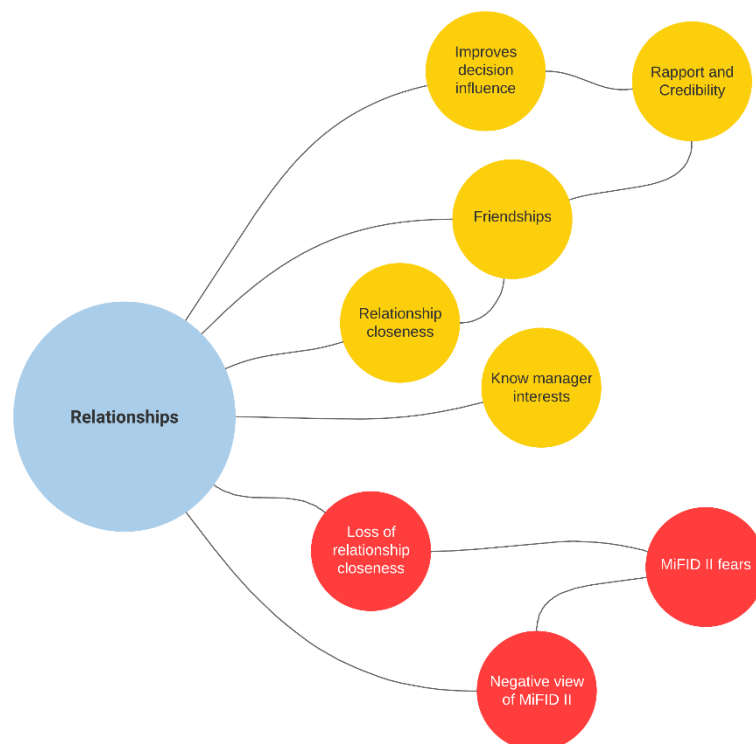 Improves
decision
influence
Rapport and
Credibility
Friendships
Relationship
closeness
Know manager
interests
Relationships
Loss of
relationship
closeness
MiFID II fears
Negative view
of MiFID II